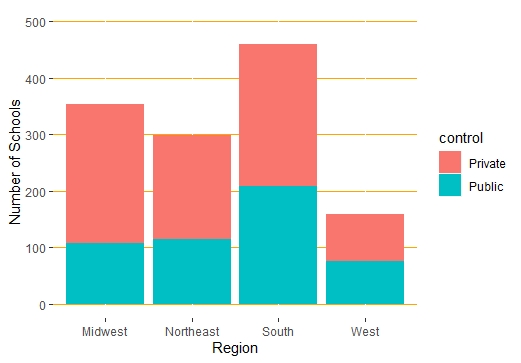 500
400
300
200
100
0
Number of Schools
Midwest
Northeast
South
West
Region
control
Private
Public